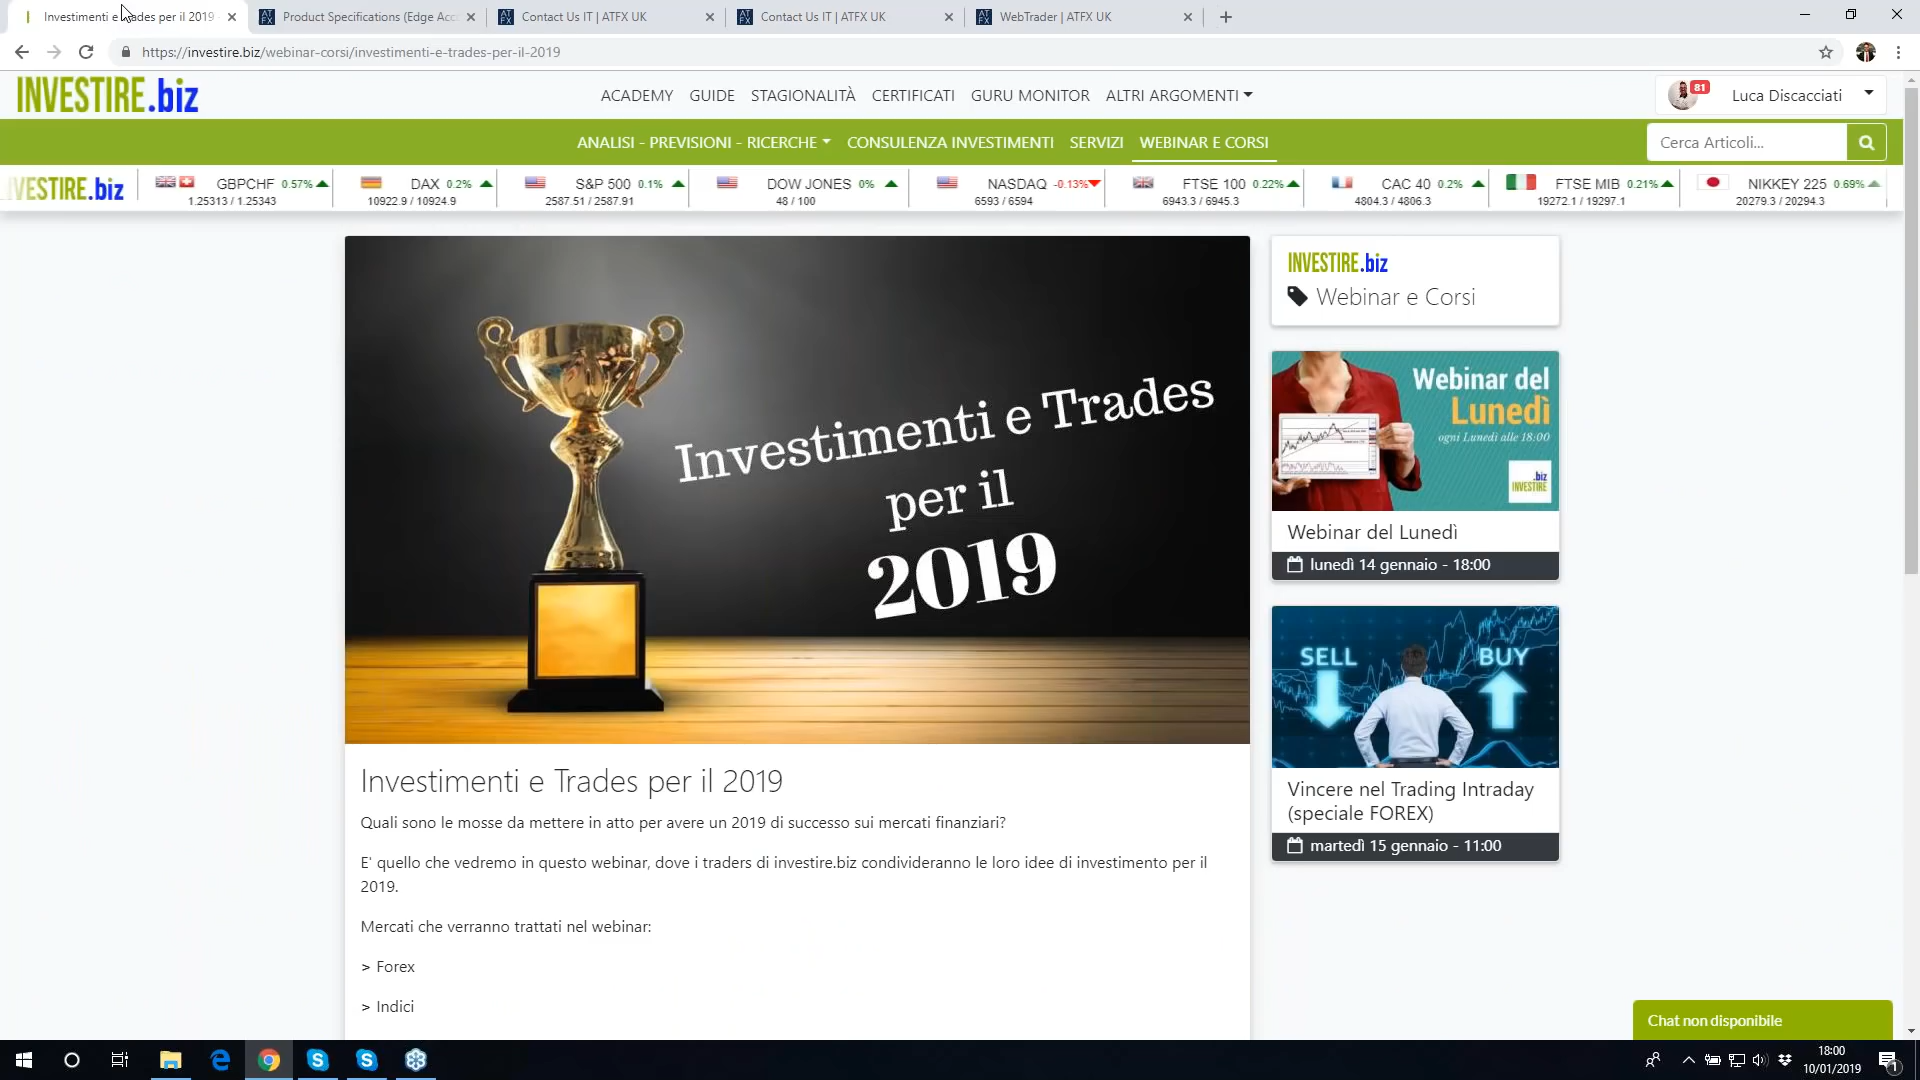 Investimenti e Trades per il 2019
Product Specifications (Edge Acc
Contact Us IT | ATFX UK
Contact Us IT | ATFX UK
WebTrader | ATFX UK
https://investire.biz/webinar-corsi/investimenti-e-trades-per-il-2019
INVESTIRE.biz
ACADEMY GUIDE STAGIONALITÀ CERTIFICATI GURU MONITOR ALTRI ARGOMENTI
81
Luca Discacciati
ANALISI - PREVISIONI - RICERCHE CONSULENZA INVESTIMENTI SERVIZI WEBINAR E CORSI
Cerca Articoli...
VESTIRE.biz
GBPCHF 0.57%
1.25313 / 1.25343
DAX 0.2%
10922.9 / 10924.9
S&P 500 0.1%
2587.51 / 2587.91
DOW JONES 0%
48 / 100
NASDAQ -0.13%
6593 / 6594
FTSE 100 0.22%
6943.3 / 6945.3
CAC 40 0.2%
4804.3 / 4806.3
FTSE MIB 0.21%
19272.1 / 19297.1
NIKKEY 225 0.69%
20279.3 / 20294.3
Investimenti e Trades
per il
2019
Investimenti e Trades per il 2019
Quali sono le mosse da mettere in atto per avere un 2019 di successo sui mercati finanziari?
E' quello che vedremo in questo webinar, dove i traders di investire.biz condivideranno le loro idee di investimento per il
2019.
Mercati che verranno trattati nel webinar:
> Forex
> Indici
INVESTIRE.biz
Webinar e Corsi
Webinar del
Lunedì
ogni Lunedì alle 18:00
.biz
INVESTIRE
Webinar del Lunedì
lunedì 14 gennaio - 18:00
SELL
BUY
Vincere nel Trading Intraday
(speciale FOREX)
martedì 15 gennaio - 11:00
Chat non disponibile
18:00
10/01/2019
1